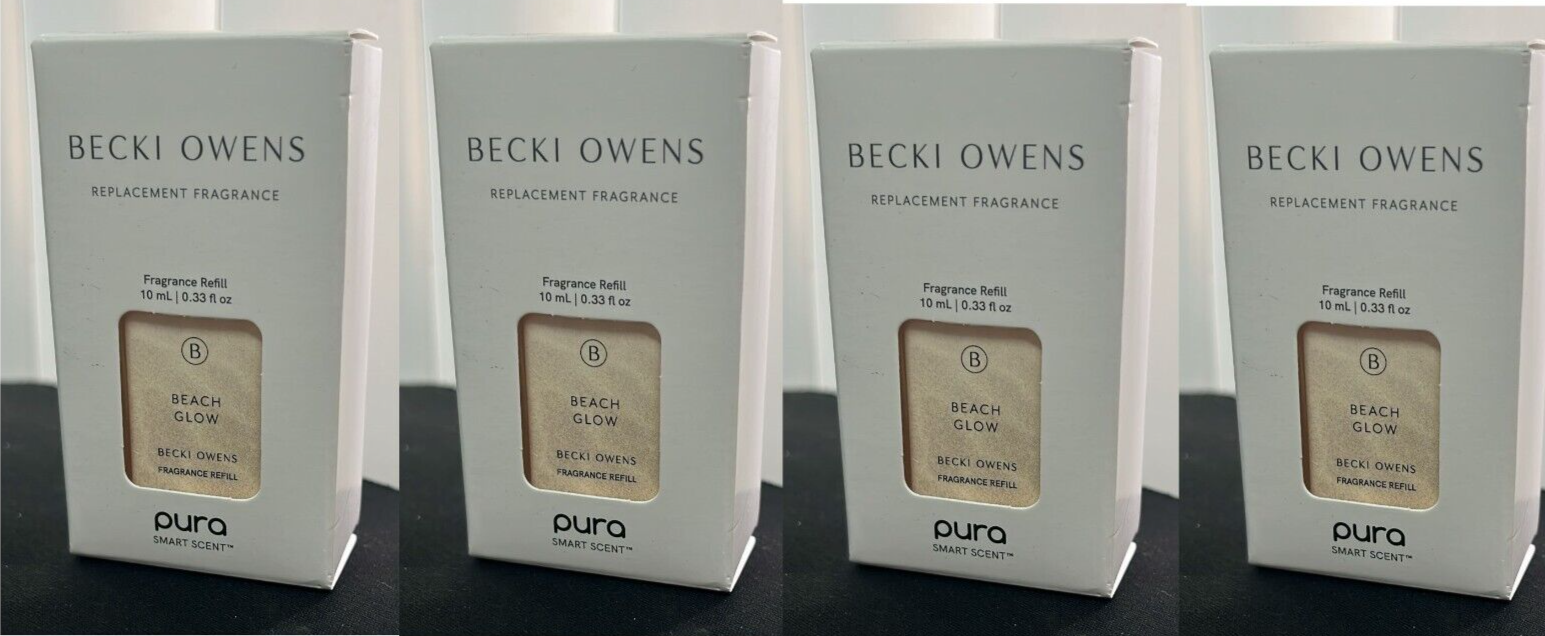 BECKI OWENS
REPLACEMENT FRAGRANCE
Fragrance Refill
10 mL | 0.33 fl oz
B
BEACH
GLOW
BECKI OWENS
FRAGRANCE REFILL
pura
SMART SCENT™
BECKI OWENS
REPLACEMENT FRAGRANCE
Fragrance Refill
10 mL | 0.33 fl oz
B
BEACH
GLOW
BECKI OWENS
FRAGRANCE REFILL
pura
SMART SCENT™
BECKI OWENS
REPLACEMENT FRAGRANCE
Fragrance Refill
10 mL | 0.33 fl oz
B
BEACH
GLOW
BECKI OWENS
FRAGRANCE REFILL
pura
SMART SCENT™
BECKI OWENS
REPLACEMENT FRAGRANCE
Fragrance Refill
10 mL | 0.33 fl oz
B
BEACH
GLOW
BECKI OWENS
FRAGRANCE REFILL
pura
SMART SCENT™